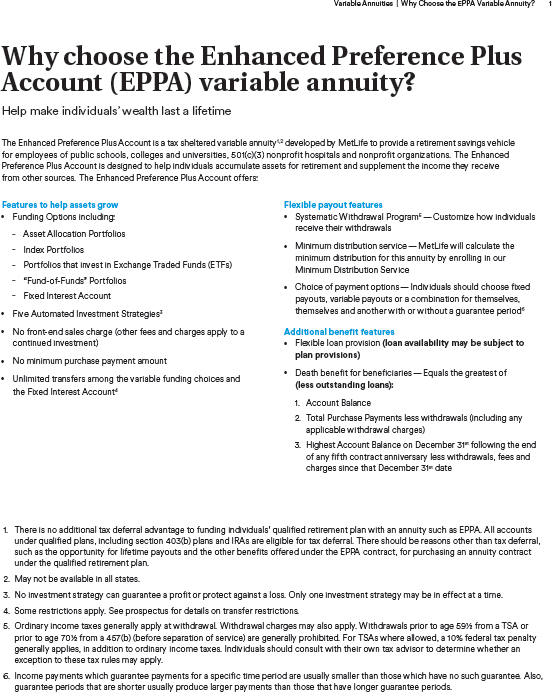 Variable Annuities | Why Choose the EPPA Variable Annuity? 1
Why choose the Enhanced Preference Plus
Account (EPPA) variable annuity?
Help make individuals' wealth last a lifetime
The Enhanced Preference Plus Account is a tax sheltered variable annuity¹,² developed by MetLife to provide a retirement savings vehicle
for employees of public schools, colleges and universities, 501(c)(3) nonprofit hospitals and nonprofit organizations. The Enhanced
Preference Plus Account is designed to help individuals accumulate assets for retirement and supplement the income they receive
from other sources. The Enhanced Preference Plus Account offers:
Features to help assets grow
• Funding Options including:
- Asset Allocation Portfolios
- Index Portfolios
- Portfolios that invest in Exchange Traded Funds (ETFs)
- “Fund-of-Funds” Portfolios
- Fixed Interest Account
• Five Automated Investment Strategies³
• No front-end sales charge (other fees and charges apply to a
continued investment)
• No minimum purchase payment amount
• Unlimited transfers among the variable funding choices and
the Fixed Interest Account⁴
Flexible payout features
• Systematic Withdrawal Program⁵ — Customize how individuals
receive their withdrawals
• Minimum distribution service — MetLife will calculate the
minimum distribution for this annuity by enrolling in our
Minimum Distribution Service
• Choice of payment options — Individuals should choose fixed
payouts, variable payouts or a combination for themselves,
themselves and another with or without a guarantee period⁶
Additional benefit features
• Flexible loan provision (loan availability may be subject to
plan provisions)
• Death benefit for beneficiaries — Equals the greatest of
(less outstanding loans):
1. Account Balance
2. Total Purchase Payments less withdrawals (including any
applicable withdrawal charges)
3. Highest Account Balance on December 31st following the end
of any fifth contract anniversary less withdrawals, fees and
charges since that December 31st date
1. There is no additional tax deferral advantage to funding individuals' qualified retirement plan with an annuity such as EPPA. All accounts
under qualified plans, including section 403(b) plans and IRAs are eligible for tax deferral. There should be reasons other than tax deferral,
such as the opportunity for lifetime payouts and the other benefits offered under the EPPA contract, for purchasing an annuity contract
under the qualified retirement plan.
2. May not be available in all states.
3. No investment strategy can guarantee a profit or protect against a loss. Only one investment strategy may be in effect at a time.
4. Some restrictions apply. See prospectus for details on transfer restrictions.
5. Ordinary income taxes generally apply at withdrawal. Withdrawal charges may also apply. Withdrawals prior to age 59½ from a TSA or
prior to age 70½ from a 457(b) (before separation of service) are generally prohibited. For TSAs where allowed, a 10% federal tax penalty
generally applies, in addition to ordinary income taxes. Individuals should consult with their own tax advisor to determine whether an
exception to these tax rules may apply.
6. Income payments which guarantee payments for a specific time period are usually smaller than those which have no such guarantee. Also,
guarantee periods that are shorter usually produce larger payments than those that have longer guarantee periods.